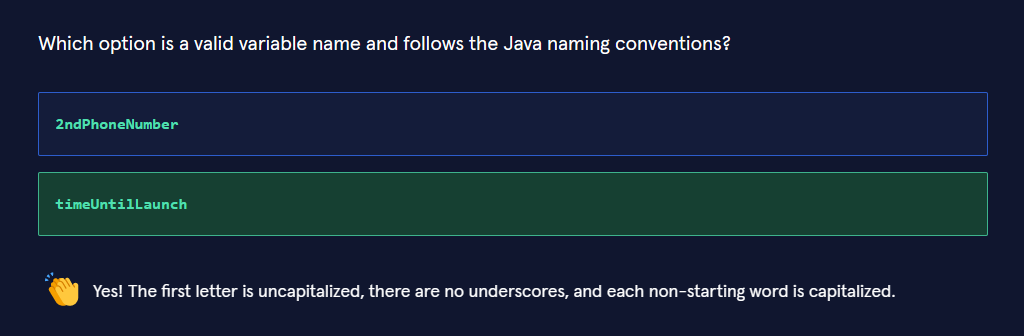 Which option is a valid variable name and follows the Java naming conventions?
2ndPhoneNumber
timeUntilLaunch
Yes! The first letter is uncapitalized, there are no underscores, and each non-starting word is capitalized.